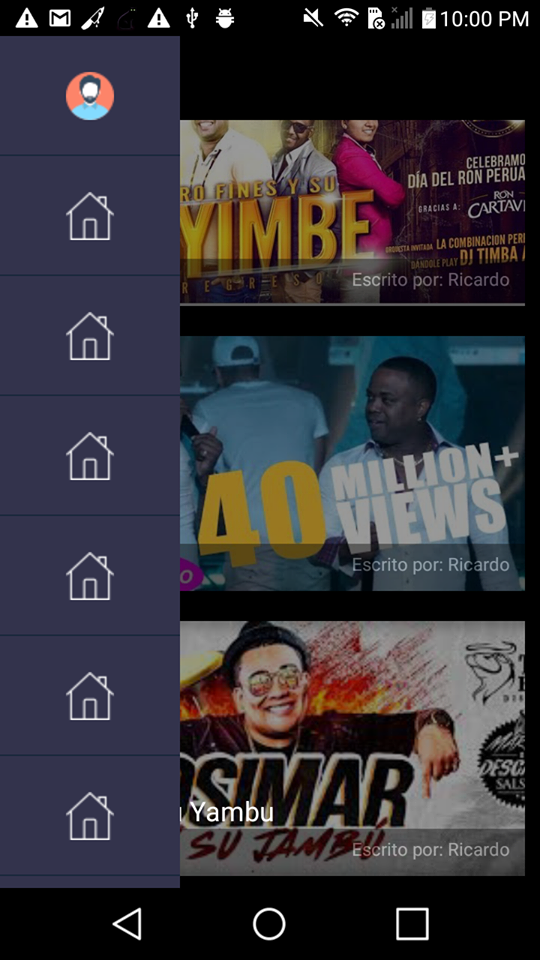 10:00 PM
CELEBRAMO
DÍA DEL RON PERUA
RO FINES Y SU
GRACIAS A:
RON
CARTAVI
YIMBE
ORQUESTA INVITADA LA COMBINACION PER
DANDOLE PLAY DJ TIMBA A
REGRESO
Escrito por: Ricardo
40
MILLION+
VIEWS
O
Escrito por: Ricardo
OSIMAR
Yambu
Y SU JAMBÚ
DESCA
SALS
Escrito por: Ricardo